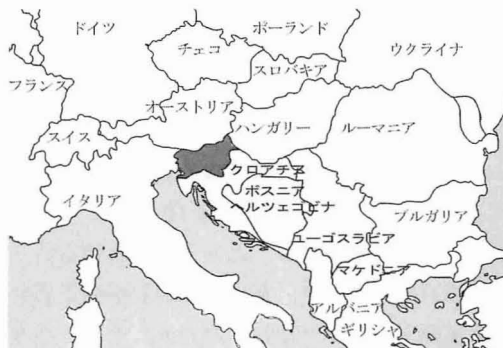 ドイツ
ポーランド
チェコ
ウクライナ
スロバキア
フランス
オーストリア
スイス
ハンガリー
ルーマニア
クロアチア
ボスニア
ヘルツェゴビナ
イタリア
ブルガリア
ユーゴスラビア
マケドニア
アルバニア
ギリシャ